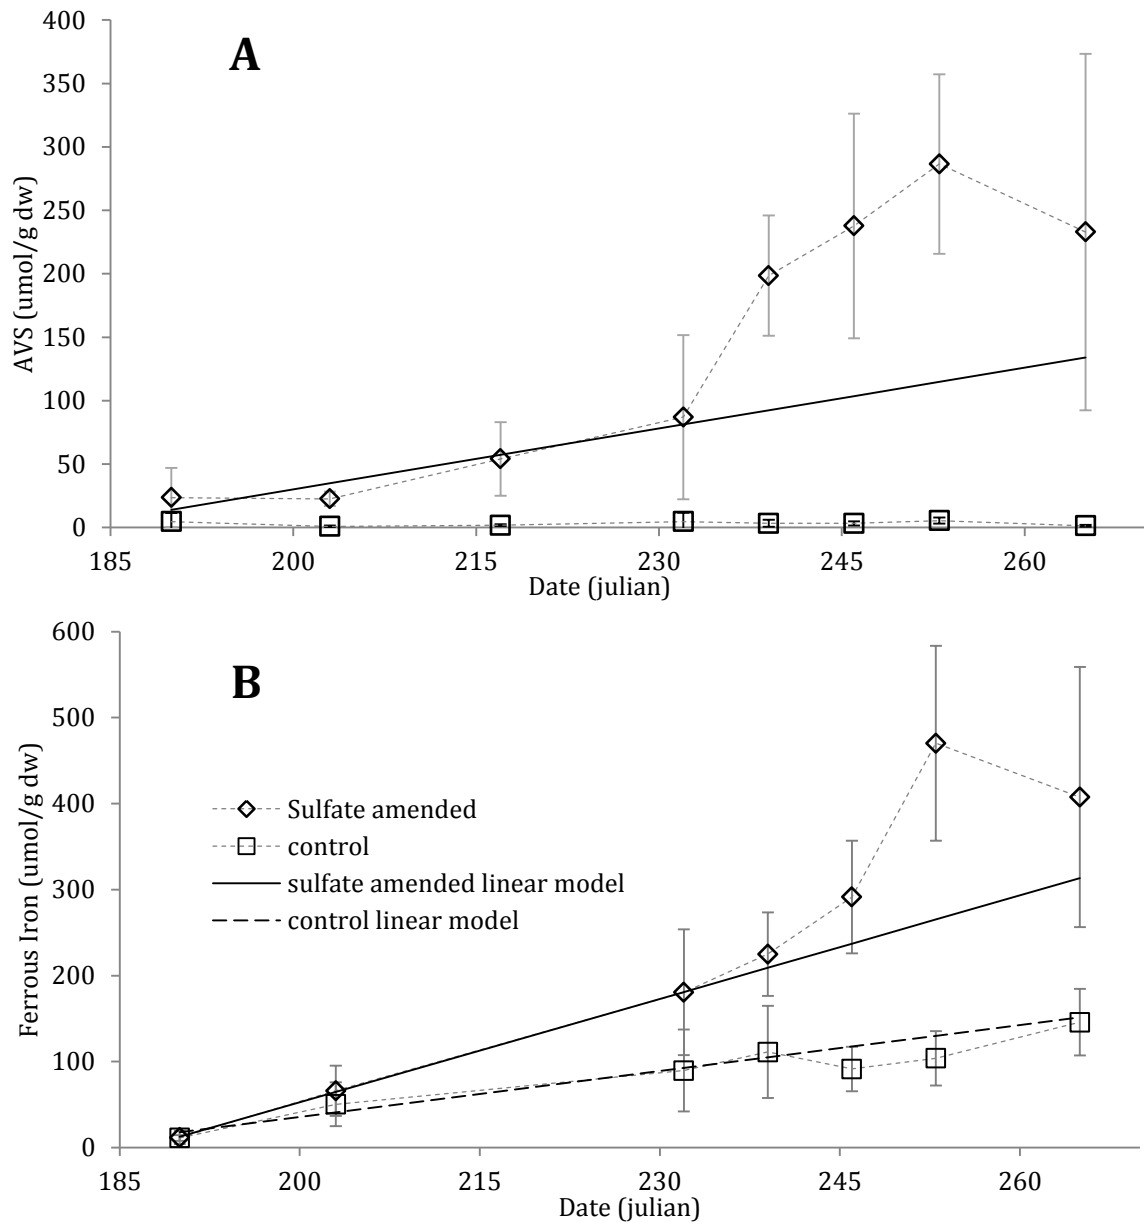 A
400
350
300
250
200
150
100
50
0
AVS (umol/g dw)
185
200
215
230
245
260
Date (julian)
B
600
500
400
300
200
100
0
Ferrous Iron (umol/g dw)
Sulfate amended
control
sulfate amended linear model
control linear model
185
200
215
230
245
260
Date (julian)